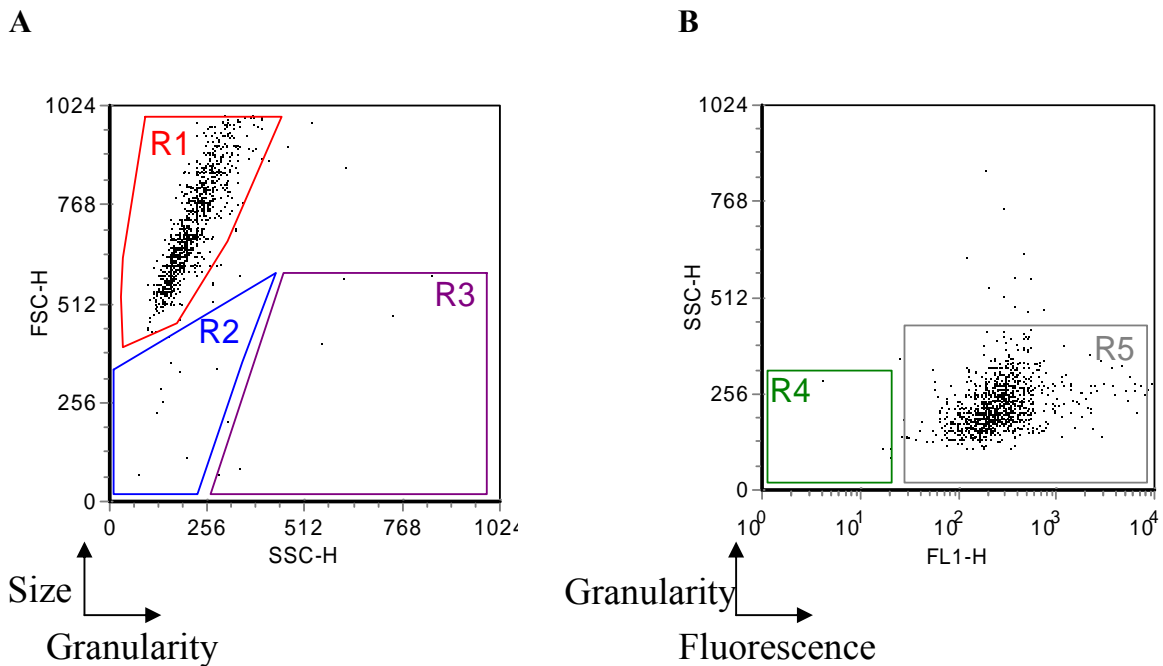 A
B
1024
768
512
256
0
FSC-H
R1
R2
R3
0
256
512
768
1024
SSC-H
Size
Granularity
1024
768
512
256
0
SSC-H
R4
R5
10^0
10^1
10^2
10^3
10^4
FL1-H
Granularity
Fluorescence